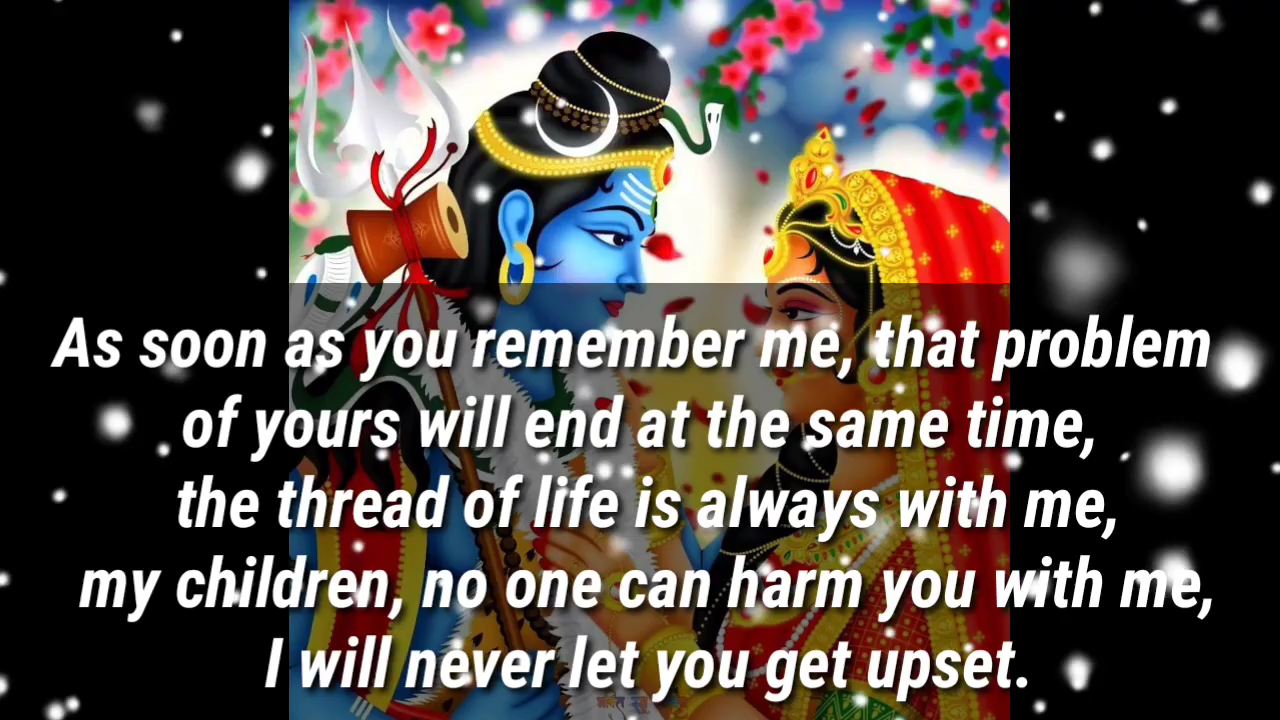 As soon as you remember me, that problem
of yours will end at the same time,
the thread of life is always with me,
my children, no one can harm you with me,
I will never let you get upset.